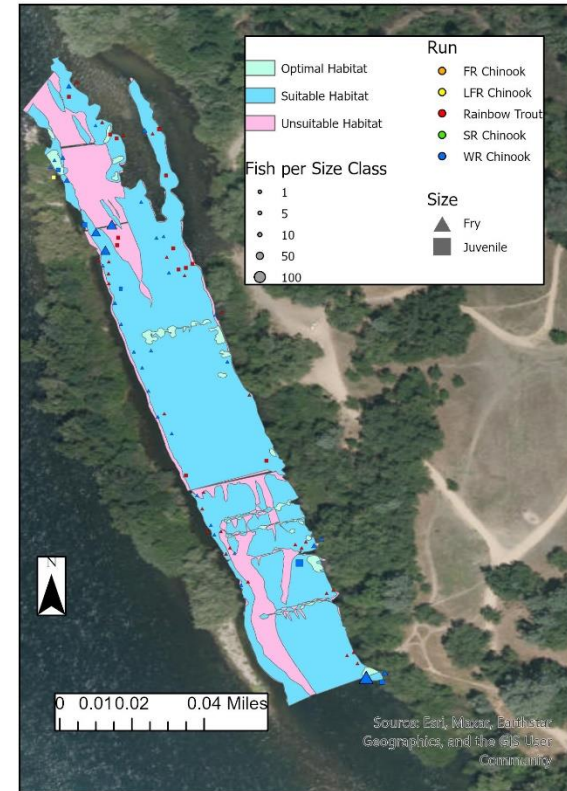 Optimal Habitat
Suitable Habitat
Unsuitable Habitat
Fish per Size Class
1
5
10
50
100
Run
FR Chinook
LFR Chinook
Rainbow Trout
SR Chinook
WR Chinook
Size
Fry
Juvenile
N
0 0.01 0.02 0.04 Miles
Source: Esri, Maxar, Earthstar
Geographics, and the GIS User
Community